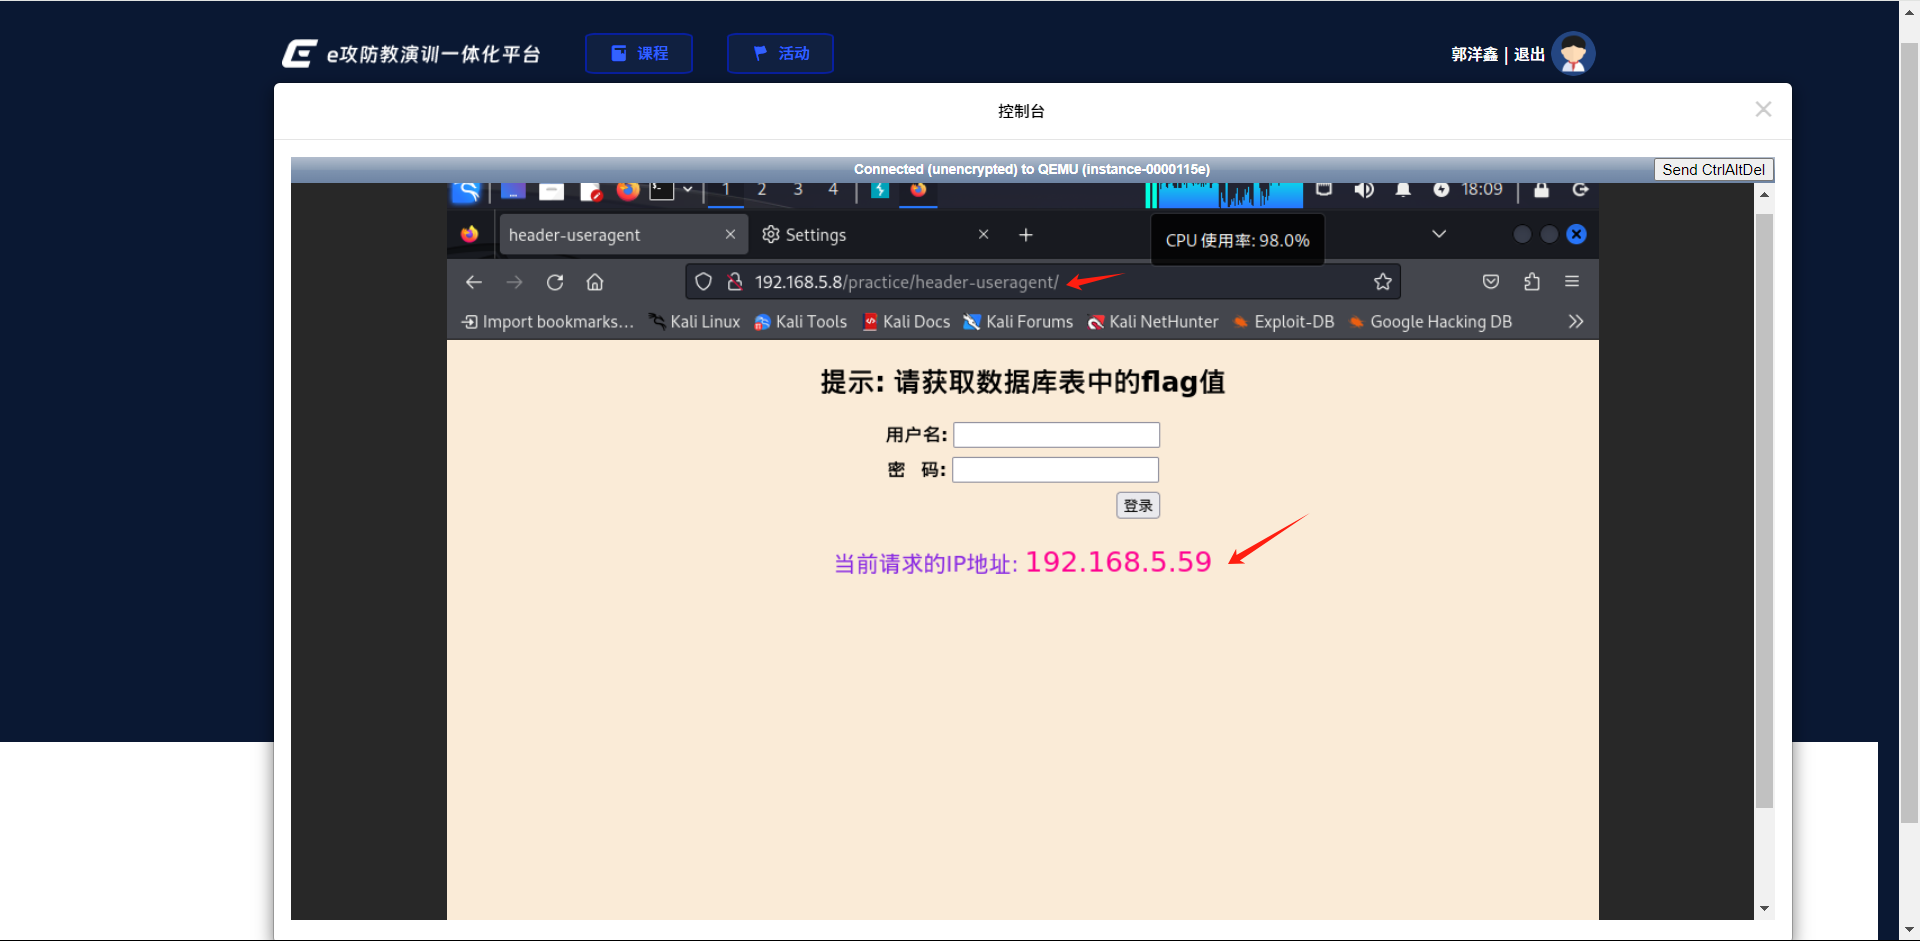 e攻防教演训一体化平台
课程
活动
郭洋鑫 | 退出
控制台
Connected (unencrypted) to QEMU (instance-0000115e)
Send CtrlAltDel
1 2 3 4
18:09
header-useragent
Settings
CPU 使用率: 98.0%
192.168.5.8/practice/header-useragent/
Import bookmarks... Kali Linux Kali Tools Kali Docs Kali Forums Kali NetHunter Exploit-DB Google Hacking DB
提示: 请获取数据库表中的flag值
用户名:
密 码:
登录
当前请求的IP地址: 192.168.5.59